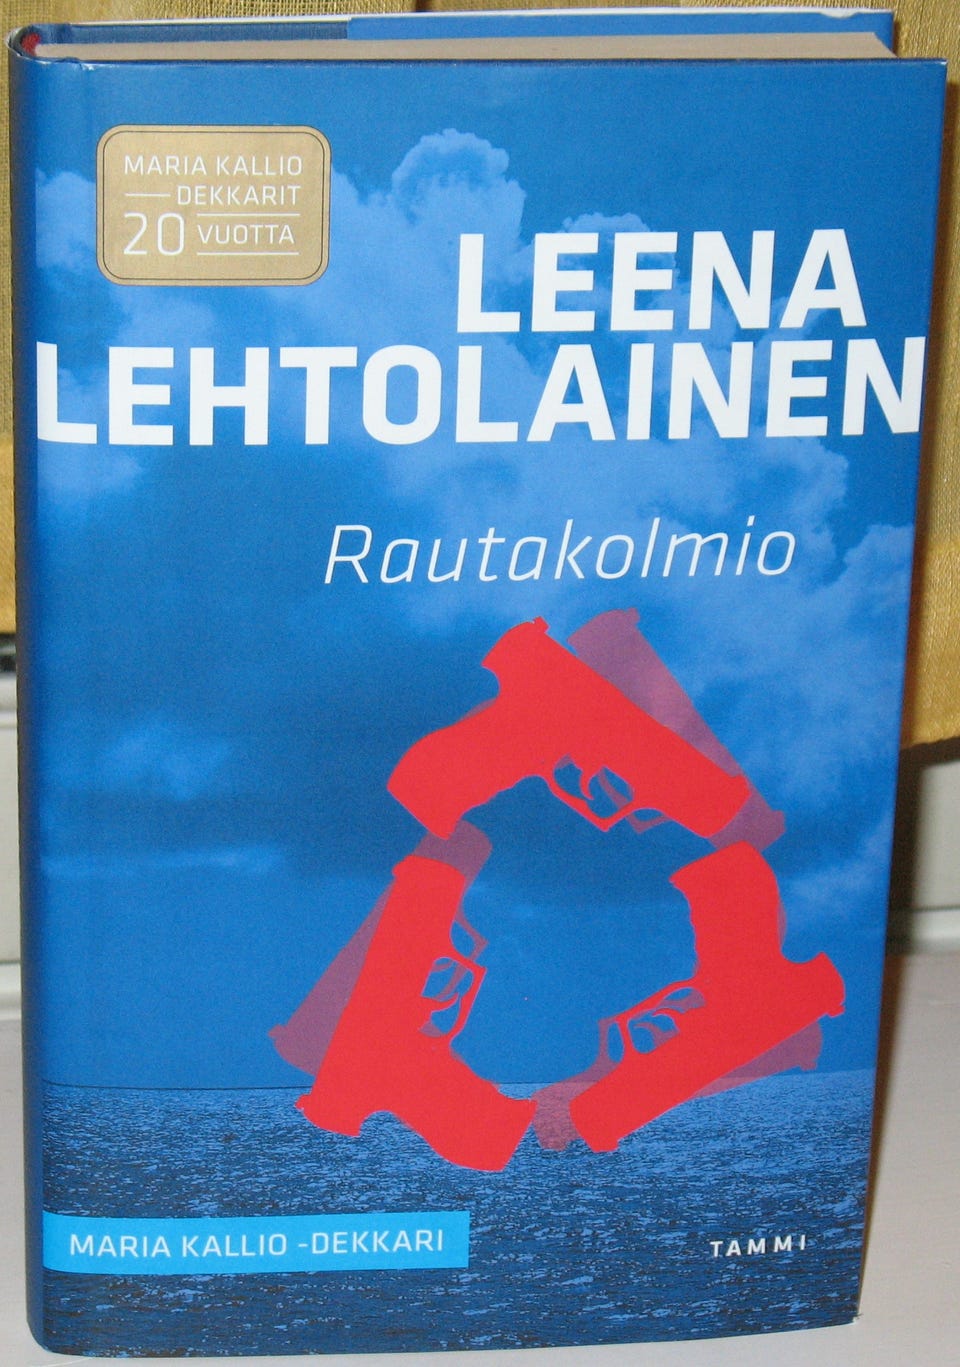 MARIA KALLIO
DEKKARIT
20 VUOTTA
LEENA
LEHTOLAINEN
Rautakolmio
MARIA KALLIO -DEKKARI
TAMMI